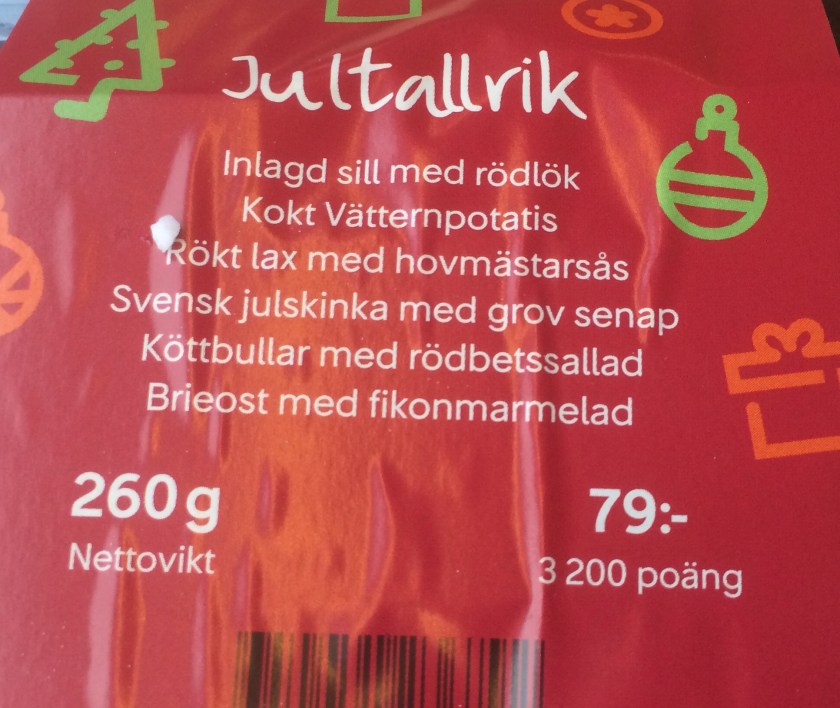 Jultallrik
Inlagd sill med rödlök
Kokt Vätternpotatis
Rökt lax med hovmästarsås
Svensk julskinka med grov senap
Köttbullar med rödbetssallad
Brieost med fikonmarmelad
260 g
Nettovikt
79:-
3 200 poäng